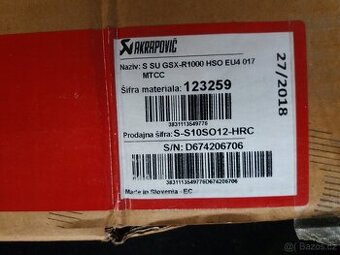 AKRAPOVIČ
Naziv: S SU GSX-R1000 HSO EU4 017
MTCC
Šifra materiala: 123259
3831113549776
Prodajna šifra: S-S10SO12-HRC
S/N: D674206706
3831113549776D674206706
Made in Slovenia - EC
27/2018
Bazoš.cz